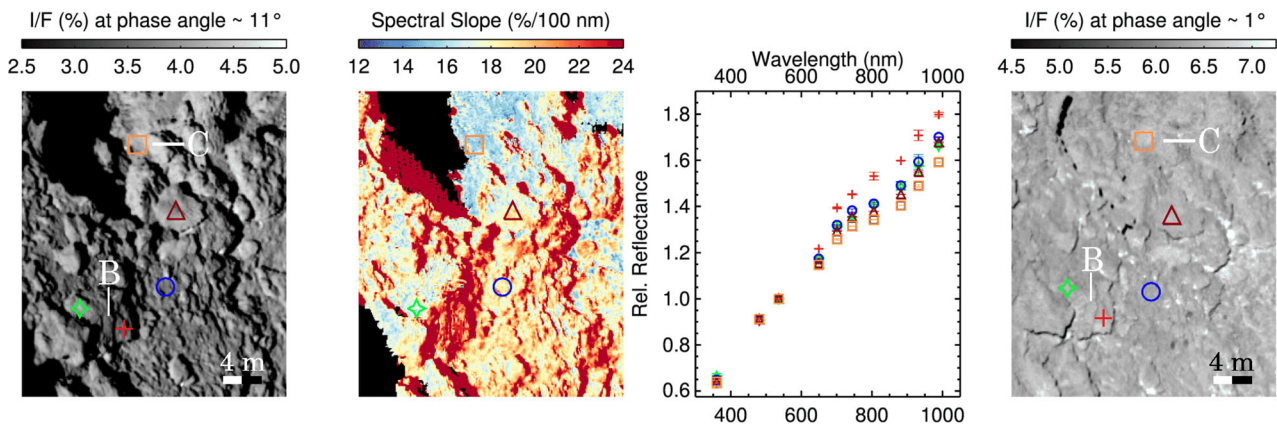 I/F (%) at phase angle ~ 11°
2.5 3.0 3.5 4.0 4.5 5.0
C
B
4 m
Spectral Slope (%/100 nm)
12 14 16 18 20 22 24
Wavelength (nm)
400 600 800 1000
Rel. Reflectance
1.8
1.6
1.4
1.2
1.0
0.8
0.6
400 600 800 1000
I/F (%) at phase angle ~ 1°
4.5 5.0 5.5 6.0 6.5 7.0
C
B
4 m